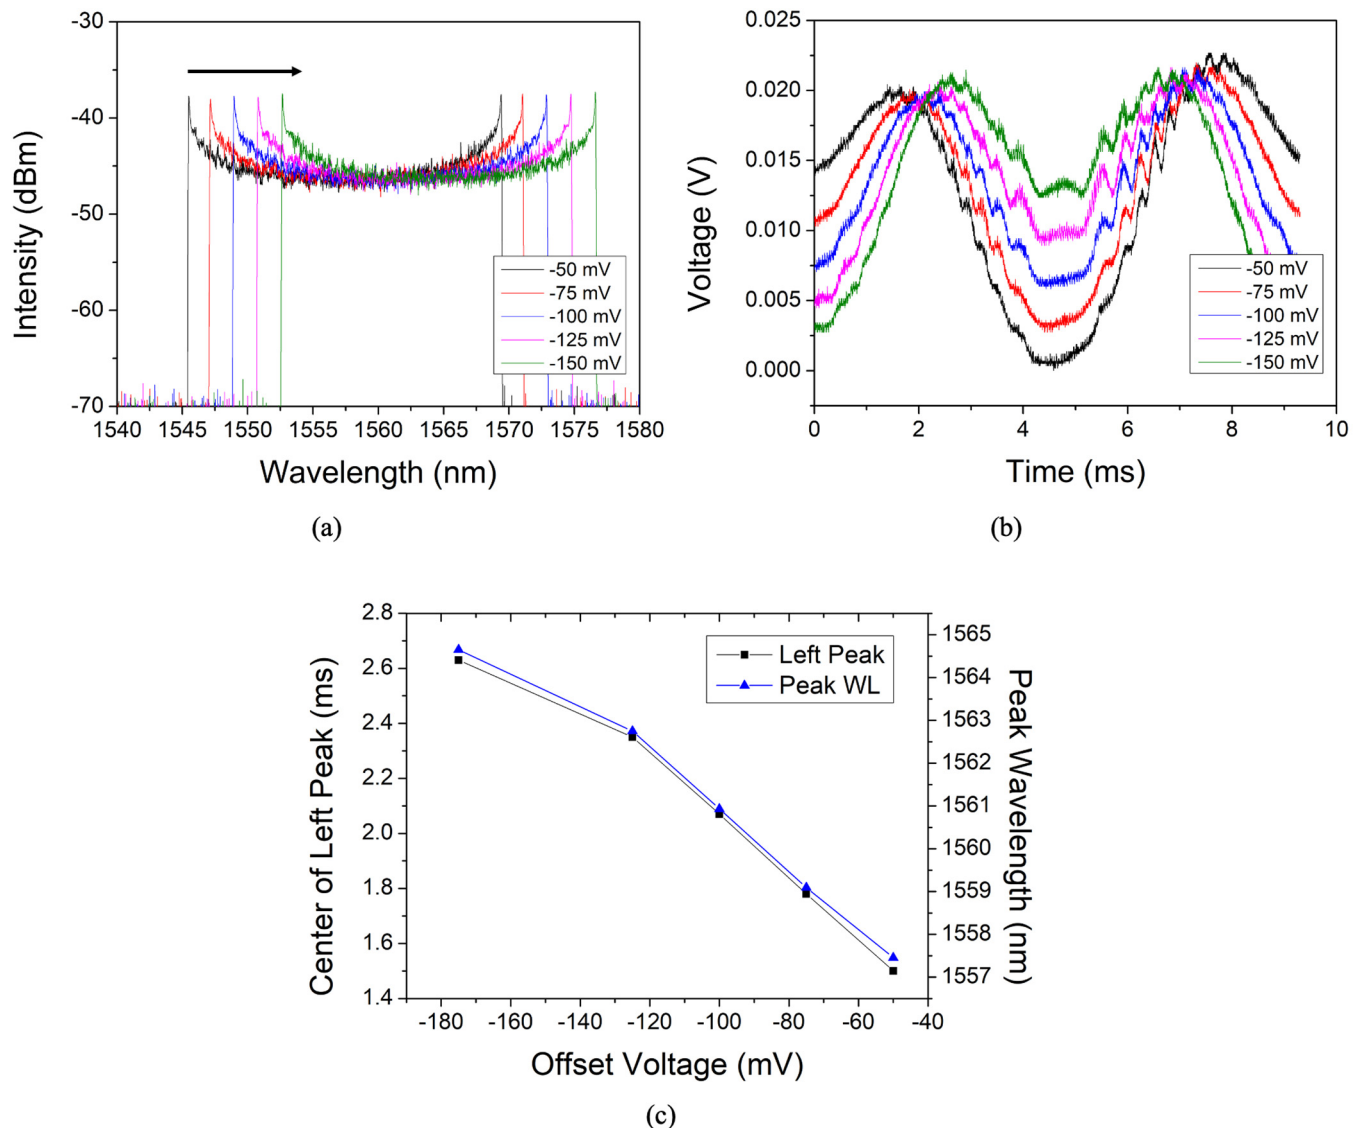 -30
-40
-50
-60
-70
1540 1545 1550 1555 1560 1565 1570 1575 1580
Intensity (dBm)
Wavelength (nm)
-50 mV
-75 mV
-100 mV
-125 mV
-150 mV
(a)
0.025
0.020
0.015
0.010
0.005
0.000
0 2 4 6 8 10
Voltage (V)
Time (ms)
-50 mV
-75 mV
-100 mV
-125 mV
-150 mV
(b)
2.8
2.6
2.4
2.2
2.0
1.8
1.6
1.4
Center of Left Peak (ms)
-180 -160 -140 -120 -100 -80 -60 -40
Offset Voltage (mV)
Left Peak
Peak WL
1565
1564
1563
1562
1561
1560
1559
1558
1557
Peak Wavelength (nm)
(c)